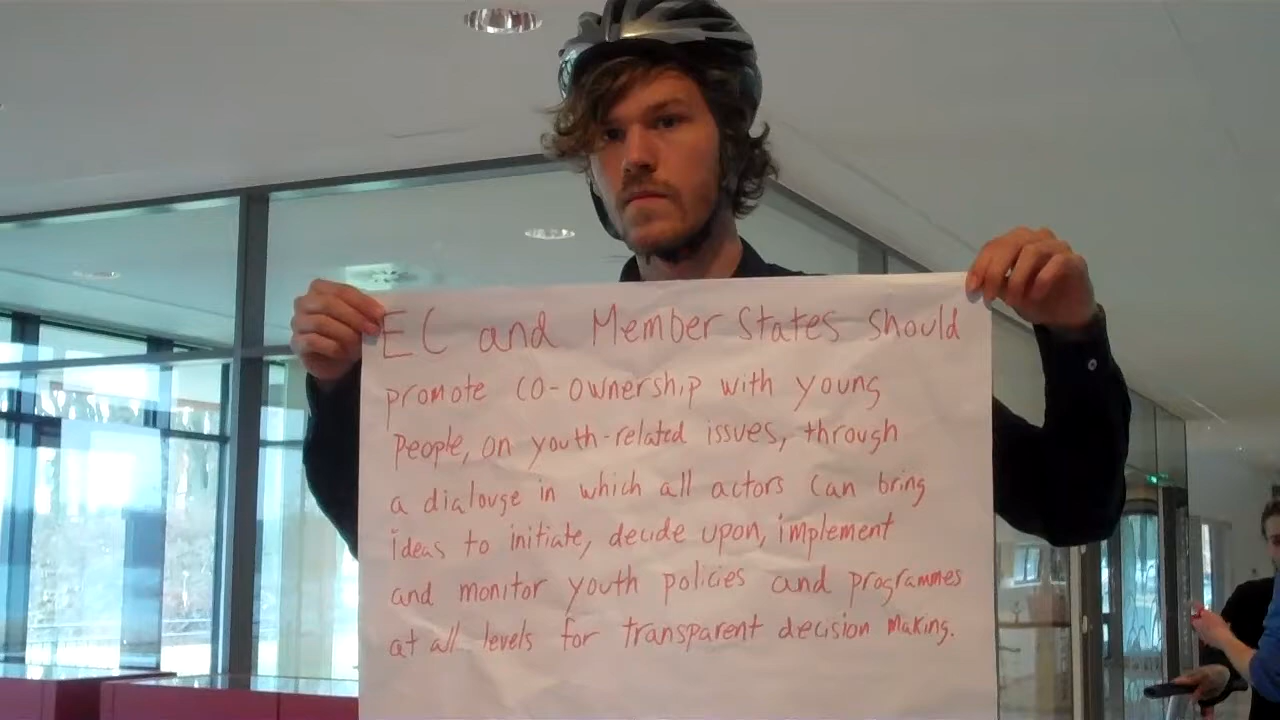 EC and Member States should
promote co-ownership with young
people, on youth-related issues, through
a dialouge in which all actors can bring
ideas to initiate, decide upon, implement
and monitor youth policies and programmes
at all levels for transparent decision making.